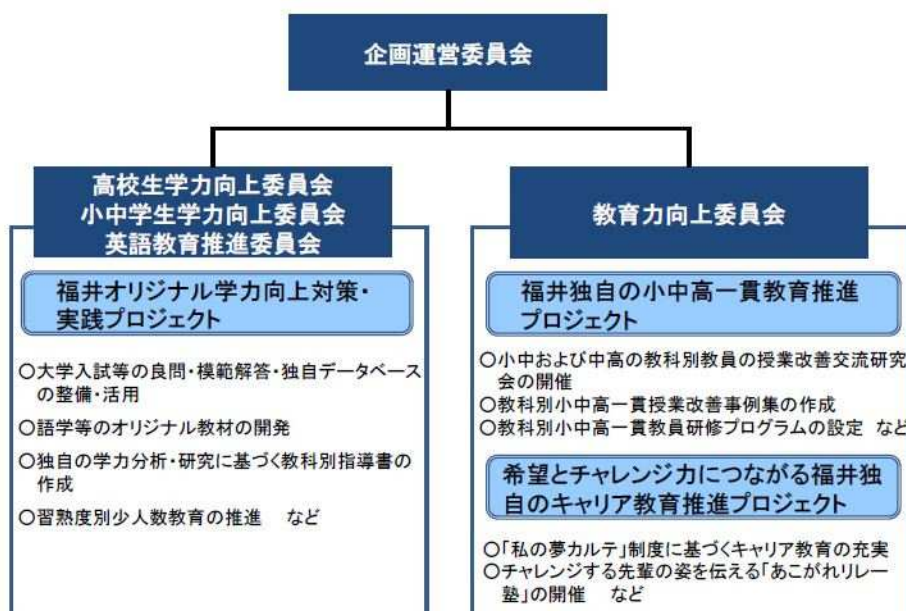 企画運営委員会
高校生学力向上委員会
小中学生学力向上委員会
英語教育推進委員会
福井オリジナル学力向上対策・
実践プロジェクト
○大学入試等の良問・模範解答・独自データベース
の整備・活用
○語学等のオリジナル教材の開発
○独自の学力分析・研究に基づく教科別指導書の
作成
○習熟度別少人数教育の推進　など
教育力向上委員会
福井独自の小中高一貫教育推進
プロジェクト
○小中および中高の教科別教員の授業改善交流研究
会の開催
○教科別小中高一貫授業改善事例集の作成
○教科別小中高一貫教員研修プログラムの設定　など
希望とチャレンジ力につながる福井独
自のキャリア教育推進プロジェクト
○「私の夢カルテ」制度に基づくキャリア教育の充実
○チャレンジする先輩の姿を伝える「あこがれリレー
塾」の開催　など